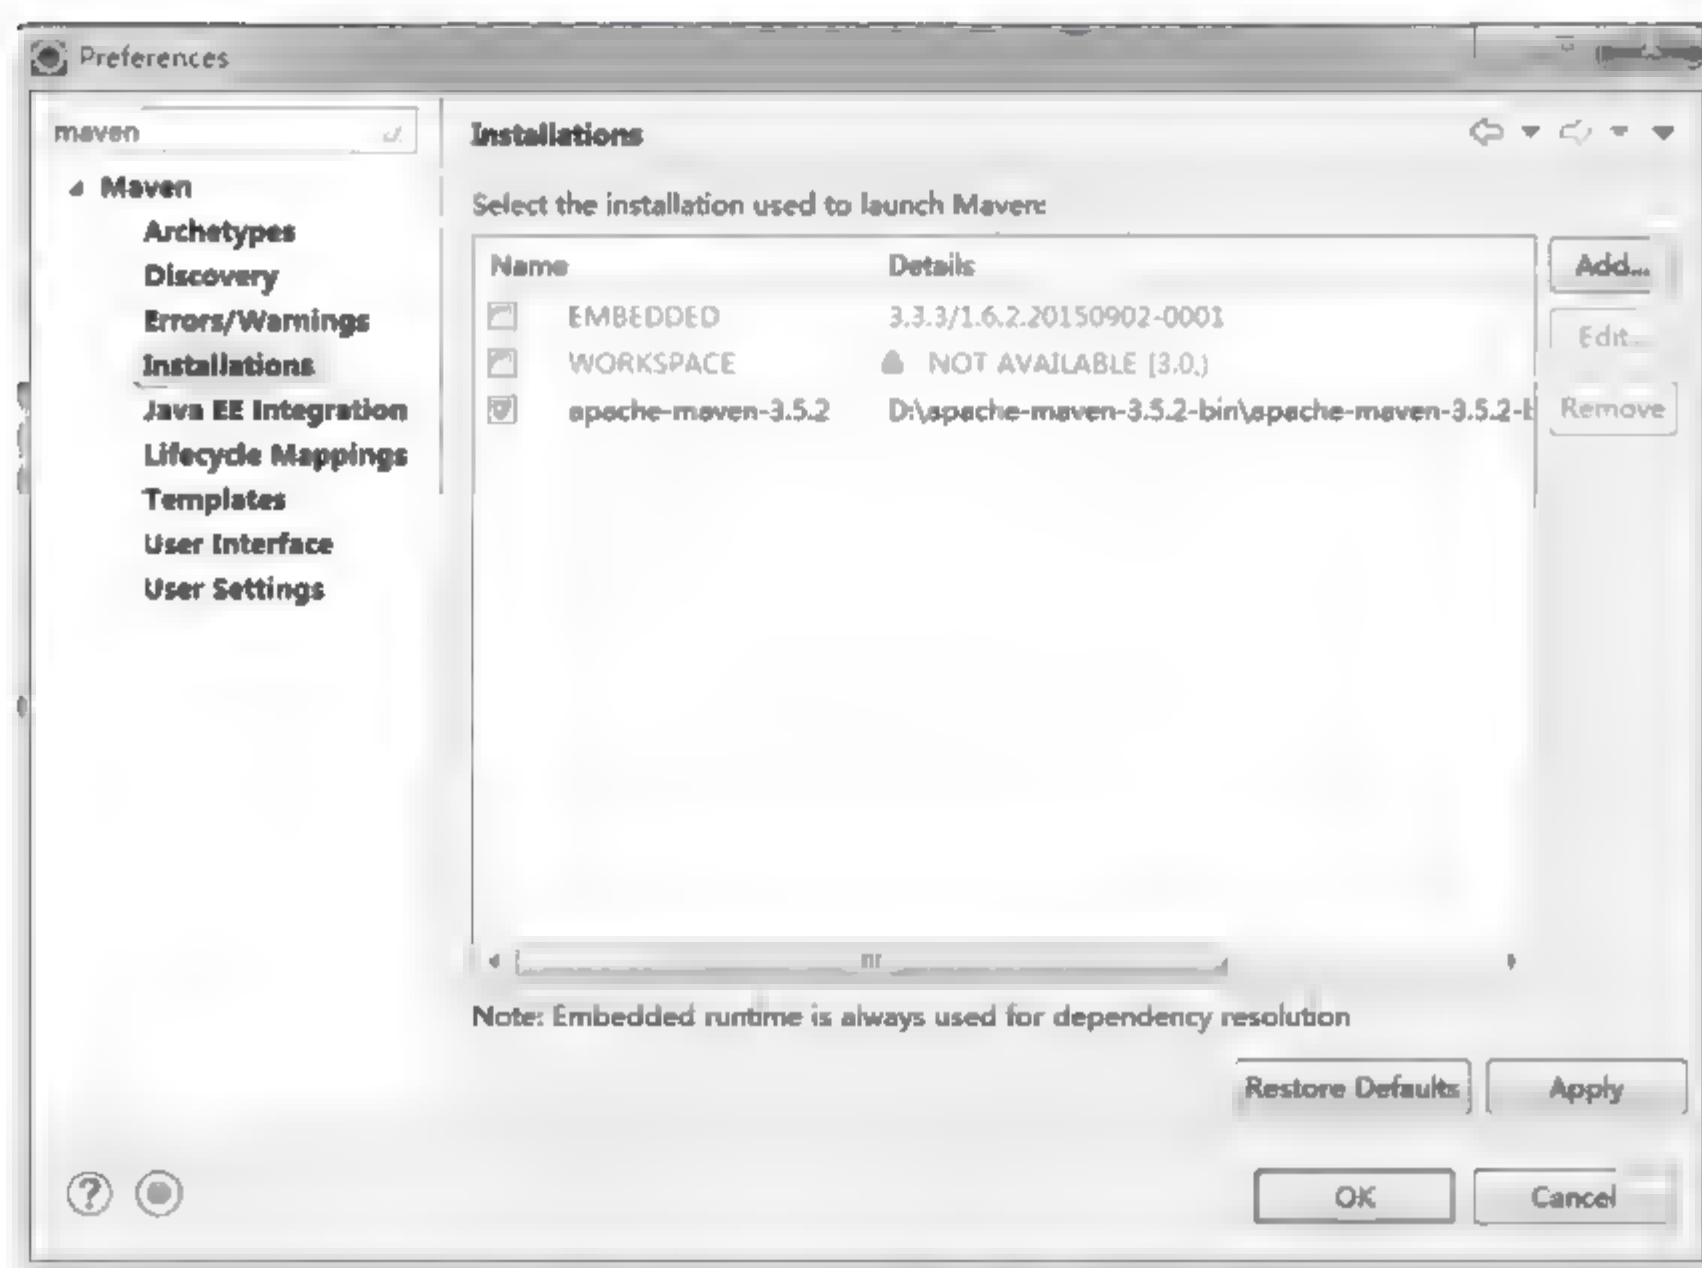 Preferences
maven
Maven
Archetypes
Discovery
Errors/Warnings
Installations
Java EE Integration
Lifecycle Mappings
Templates
User Interface
User Settings
Installations
Select the installation used to launch Maven:
Name Details
EMBEDDED 3.3.3/1.6.2.20150902-0001
WORKSPACE NOT AVAILABLE [3.0,)
apache-maven-3.5.2 D:\apache-maven-3.5.2-bin\apache-maven-3.5.2-b
Add...
Edit...
Remove
Note: Embedded runtime is always used for dependency resolution
Restore Defaults Apply
OK Cancel